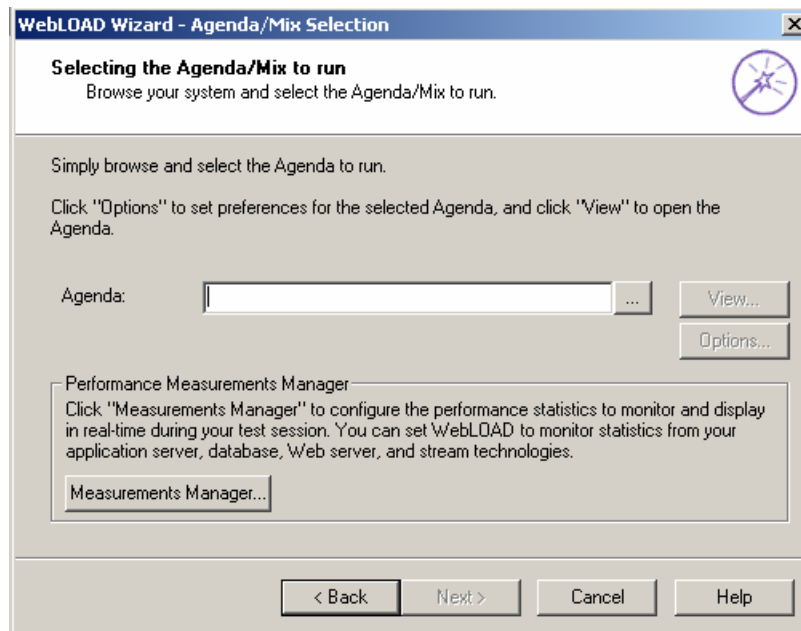 WebLOAD Wizard - Agenda/Mix Selection
Selecting the Agenda/Mix to run
Browse your system and select the Agenda/Mix to run.
Simply browse and select the Agenda to run.
Click "Options" to set preferences for the selected Agenda, and click "View" to open the
Agenda.
Agenda:
...
View...
Options...
Performance Measurements Manager
Click "Measurements Manager" to configure the performance statistics to monitor and display
in real-time during your test session. You can set WebLOAD to monitor statistics from your
application server, database, Web server, and stream technologies.
Measurements Manager...
< Back
Next >
Cancel
Help